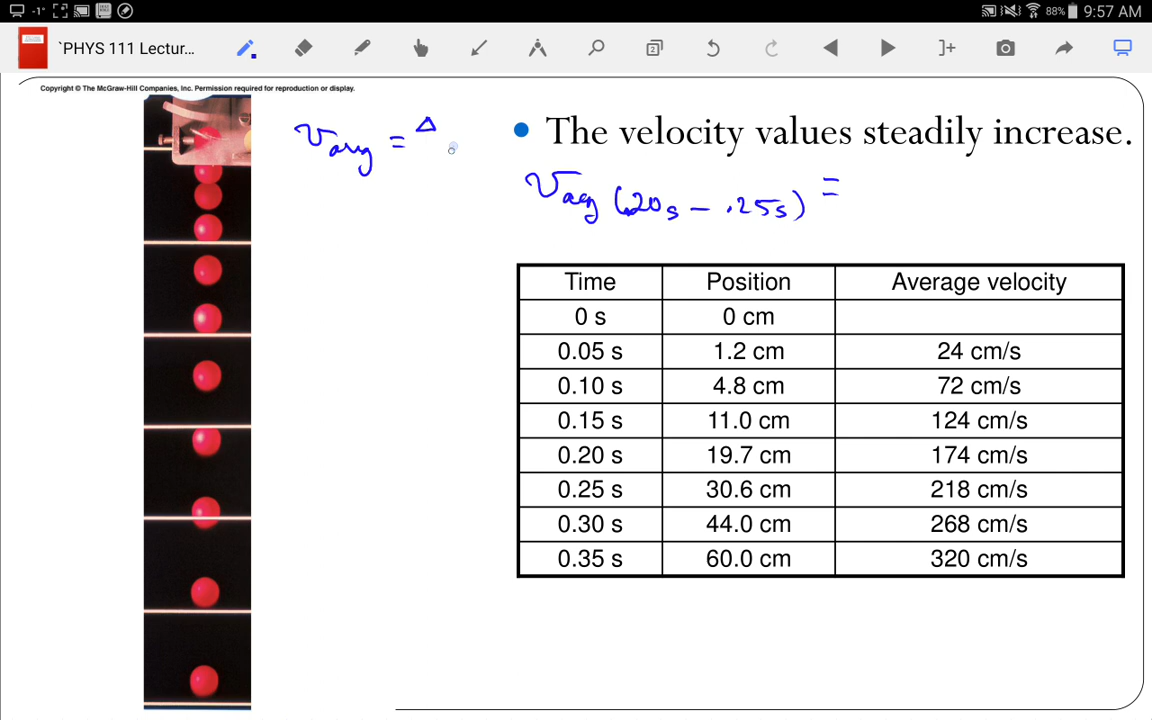 -1° 88% 9:57 AM
`PHYS 111 Lectur... 2 ]+
Copyright © The McGraw-Hill Companies, Inc. Permission required for reproduction or display.
v avg = Δ
• The velocity values steadily increase.
v avg (.20s - .25s) =
Time Position Average velocity
0 s 0 cm
0.05 s 1.2 cm 24 cm/s
0.10 s 4.8 cm 72 cm/s
0.15 s 11.0 cm 124 cm/s
0.20 s 19.7 cm 174 cm/s
0.25 s 30.6 cm 218 cm/s
0.30 s 44.0 cm 268 cm/s
0.35 s 60.0 cm 320 cm/s